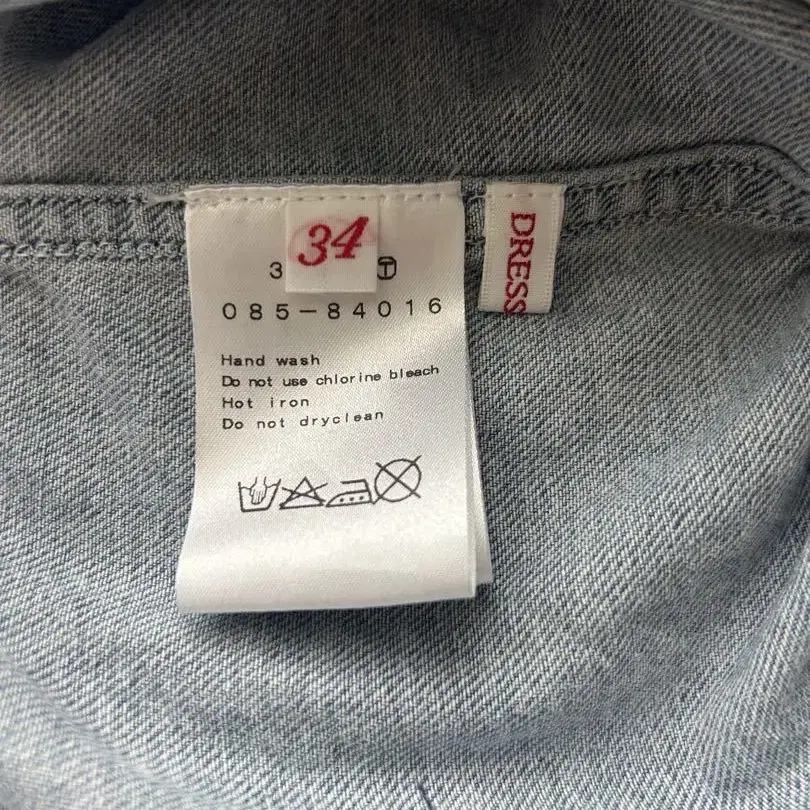 34
3 T
085-84016
Hand wash
Do not use chlorine bleach
Hot iron
Do not dryclean
DRESS